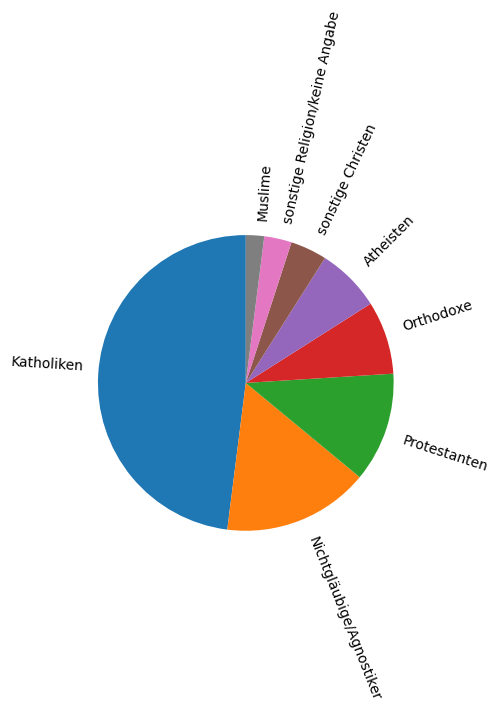 Muslime
sonstige Religion/keine Angabe
sonstige Christen
Atheisten
Orthodoxe
Katholiken
Protestanten
Nichtgläubige/Agnostiker